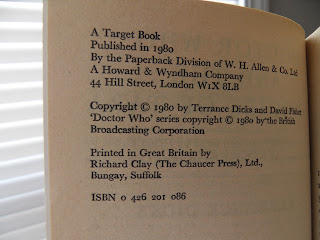 A Target Book
Published in 1980
By the Paperback Division of W. H. Allen & Co. Ltd
A Howard & Wyndham Company
44 Hill Street, London W1X 8LB
Copyright © 1980 by Terrance Dicks and David Fisher
'Doctor Who' series copyright © 1980 by the British
Broadcasting Corporation
Printed in Great Britain by
Richard Clay (The Chaucer Press), Ltd.,
Bungay, Suffolk
ISBN 0 426 201 086